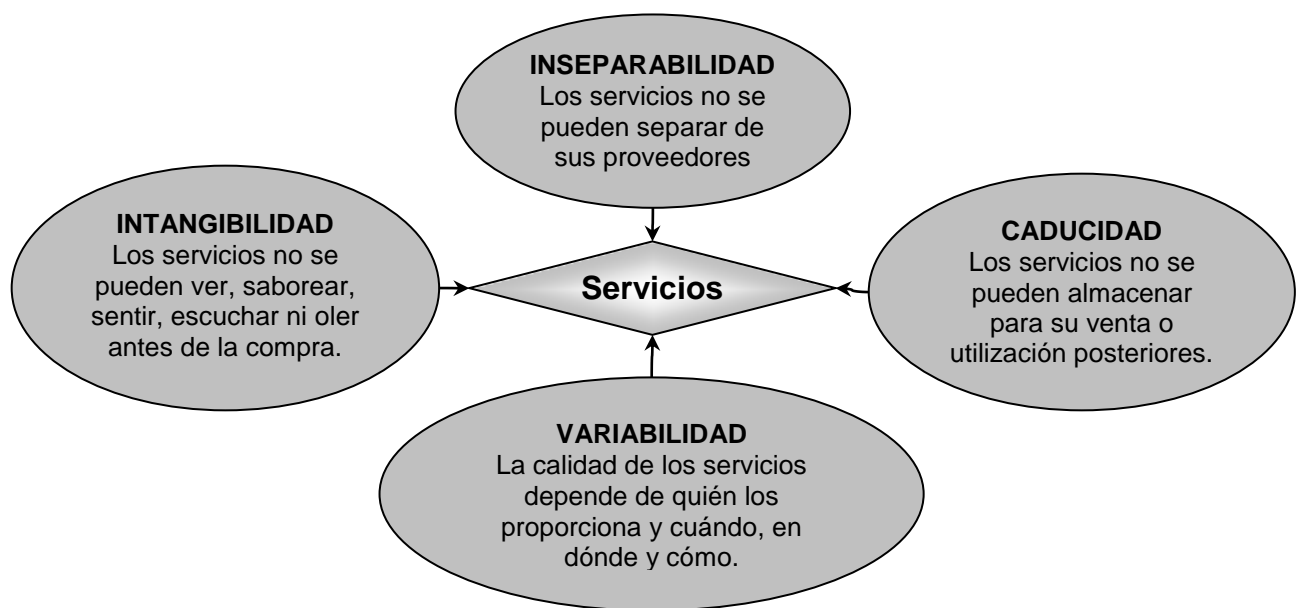 INSEPARABILIDAD
Los servicios no se
pueden separar de
sus proveedores
INTANGIBILIDAD
Los servicios no se
pueden ver, saborear,
sentir, escuchar ni oler
antes de la compra.
Servicios
CADUCIDAD
Los servicios no se
pueden almacenar
para su venta o
utilización posteriores.
VARIABILIDAD
La calidad de los servicios
depende de quién los
proporciona y cuándo, en
dónde y cómo.